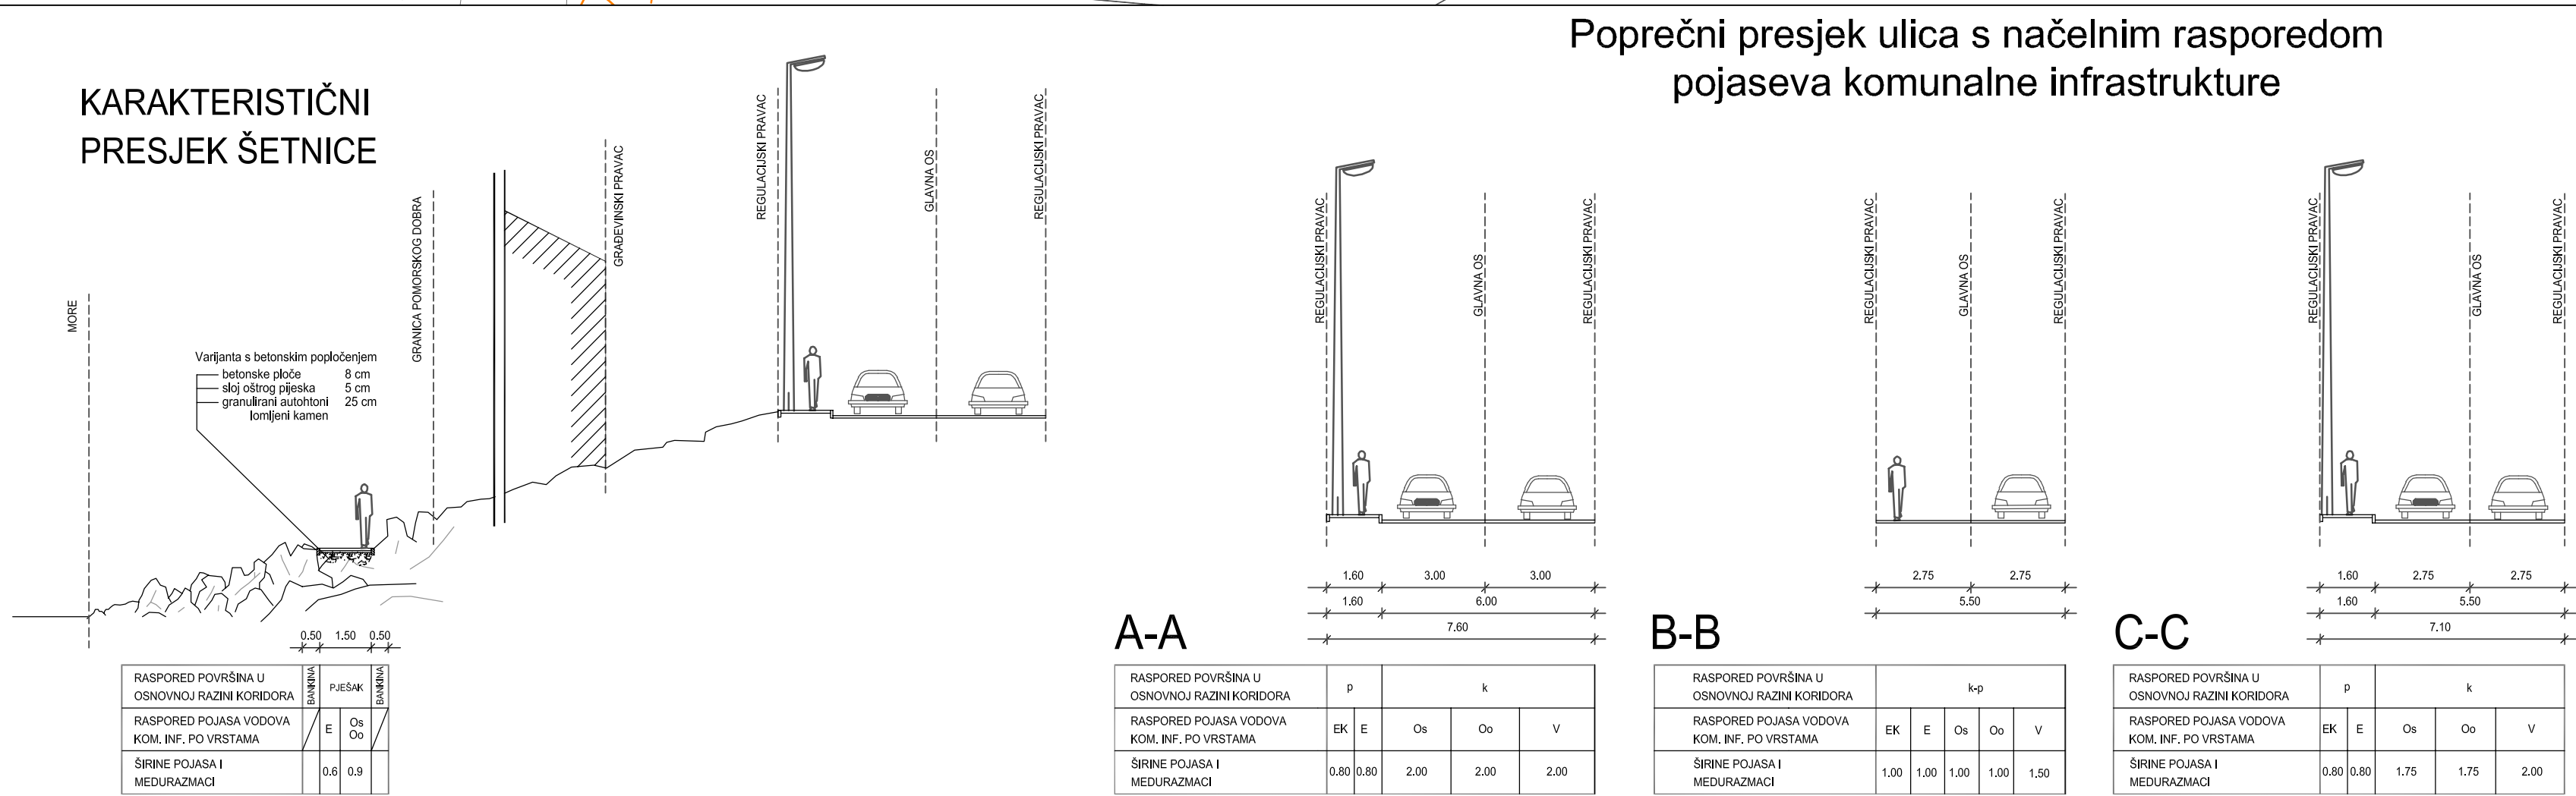 Poprečni presjek ulica s načelnim rasporedom
pojaseva komunalne infrastrukture
KARAKTERISTIČNI
PRESJEK ŠETNICE
MORE
GRANICA POMORSKOG DOBRA
GRAĐEVINSKI PRAVAC
REGULACIJSKI PRAVAC
GLAVNA OS
REGULACIJSKI PRAVAC
Varijanta s betonskim popločenjem
betonske ploče 8 cm
sloj oštrog pijeska 5 cm
granulirani autohtoni 25 cm
lomljeni kamen
0.50 1.50 0.50
RASPORED POVRŠINA U
OSNOVNOJ RAZINI KORIDORA
BANKINA
PJEŠAK
BANKINA
RASPORED POJASA VODOVA
KOM. INF. PO VRSTAMA
E
Os
Oo
ŠIRINE POJASA I
MEDURAZMACI
0.6 0.9
REGULACIJSKI PRAVAC
GLAVNA OS
REGULACIJSKI PRAVAC
1.60 3.00 3.00
1.60 6.00
7.60
A-A
RASPORED POVRŠINA U
OSNOVNOJ RAZINI KORIDORA
p k
RASPORED POJASA VODOVA
KOM. INF. PO VRSTAMA
EK E Os Oo V
ŠIRINE POJASA I
MEDURAZMACI
0.80 0.80 2.00 2.00 2.00
REGULACIJSKI PRAVAC
GLAVNA OS
REGULACIJSKI PRAVAC
2.75 2.75
5.50
B-B
RASPORED POVRŠINA U
OSNOVNOJ RAZINI KORIDORA
k-p
RASPORED POJASA VODOVA
KOM. INF. PO VRSTAMA
EK E Os Oo V
ŠIRINE POJASA I
MEDURAZMACI
1.00 1.00 1.00 1.00 1.50
REGULACIJSKI PRAVAC
GLAVNA OS
REGULACIJSKI PRAVAC
1.60 2.75 2.75
1.60 5.50
7.10
C-C
RASPORED POVRŠINA U
OSNOVNOJ RAZINI KORIDORA
p k
RASPORED POJASA VODOVA
KOM. INF. PO VRSTAMA
EK E Os Oo V
ŠIRINE POJASA I
MEDURAZMACI
0.80 0.80 1.75 1.75 2.00